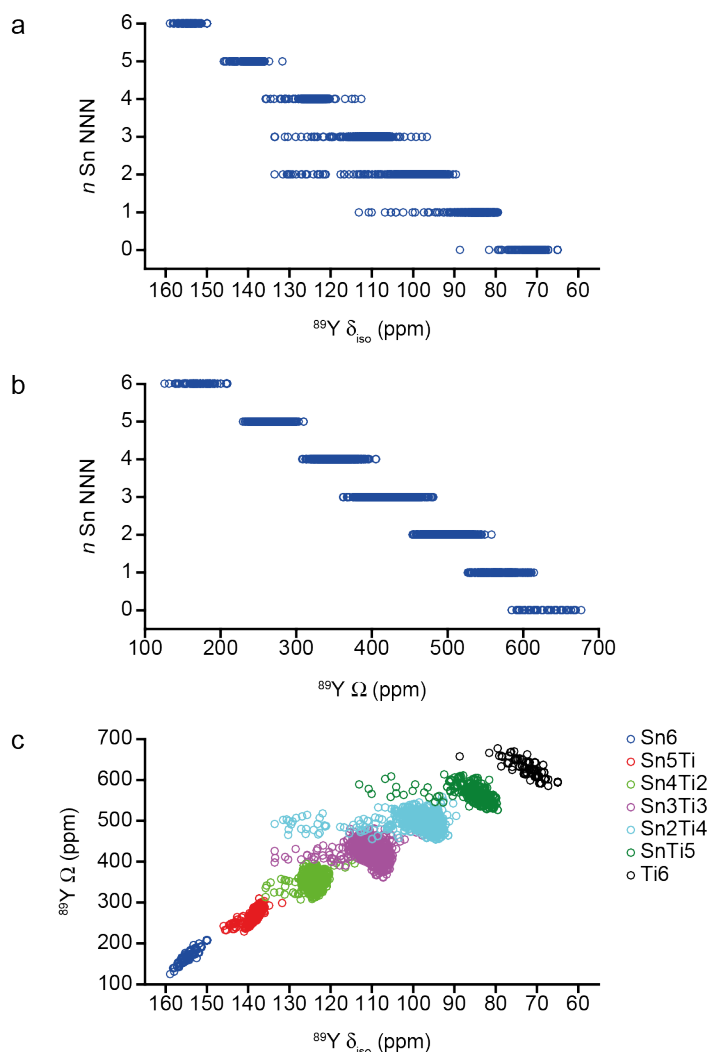 a
n Sn NNN
6
5
4
3
2
1
0
160 150 140 130 120 110 100 90 80 70 60
⁸⁹Y δiso (ppm)
b
n Sn NNN
6
5
4
3
2
1
0
100 200 300 400 500 600 700
⁸⁹Y Ω (ppm)
c
⁸⁹Y Ω (ppm)
700
600
500
400
300
200
100
160 150 140 130 120 110 100 90 80 70 60
⁸⁹Y δiso (ppm)
Sn6
Sn5Ti
Sn4Ti2
Sn3Ti3
Sn2Ti4
SnTi5
Ti6